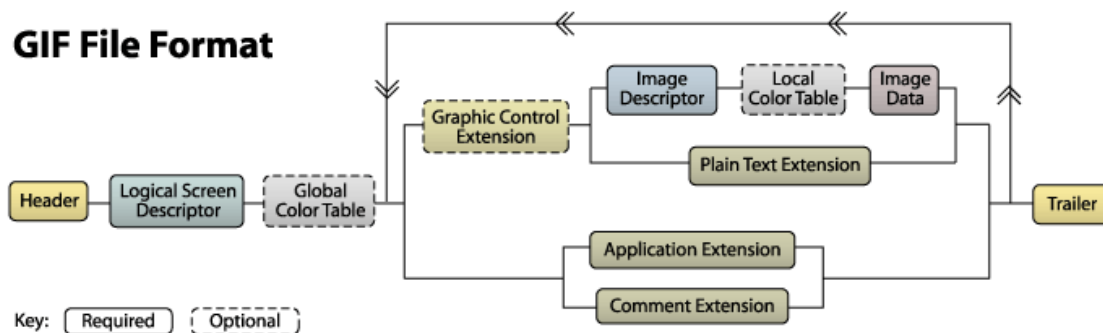 GIF File Format
Image
Descriptor
Local
Color Table
Image
Data
Graphic Control
Extension
Plain Text Extension
Header
Logical Screen
Descriptor
Global
Color Table
Trailer
Application Extension
Comment Extension
Key: Required Optional